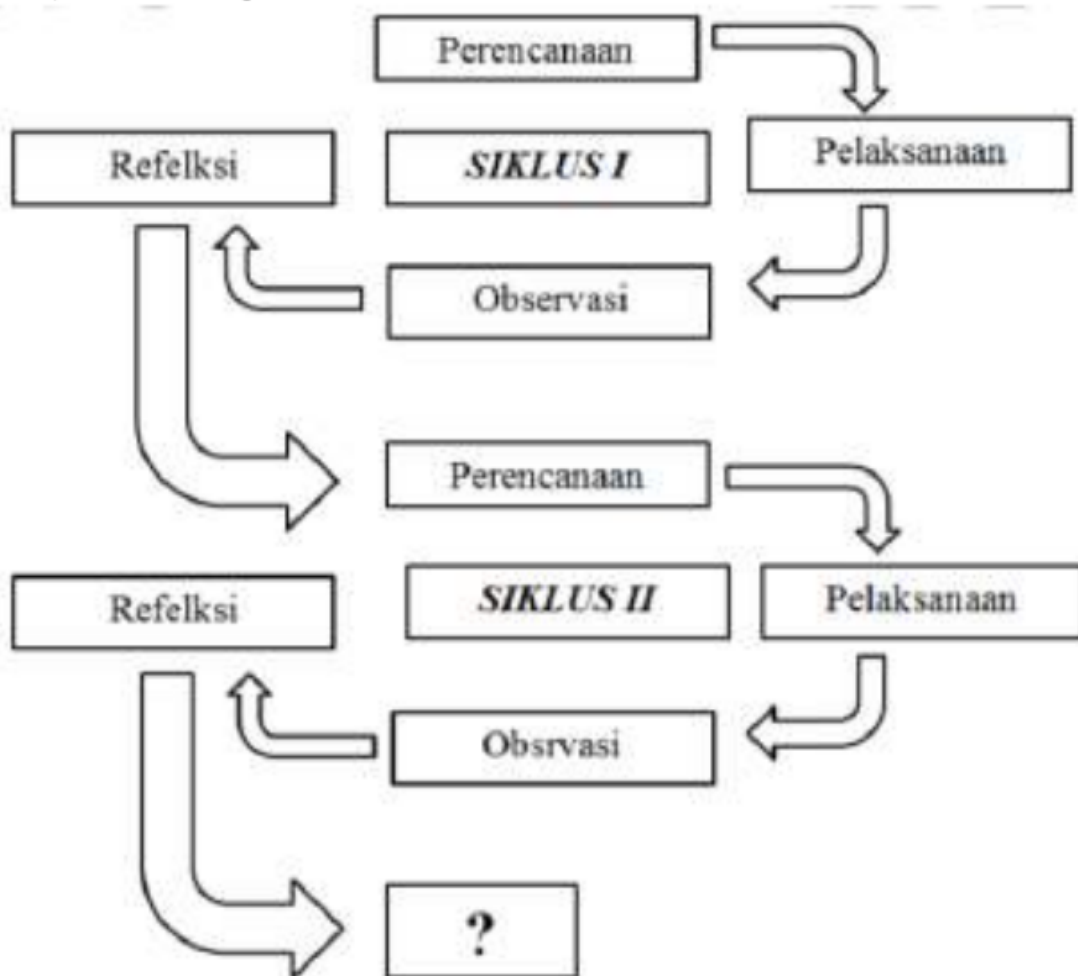 Perencanaan
Refelksi
SIKLUS I
Pelaksanaan
Observasi
Perencanaan
Refelksi
SIKLUS II
Pelaksanaan
Obsrvasi
?